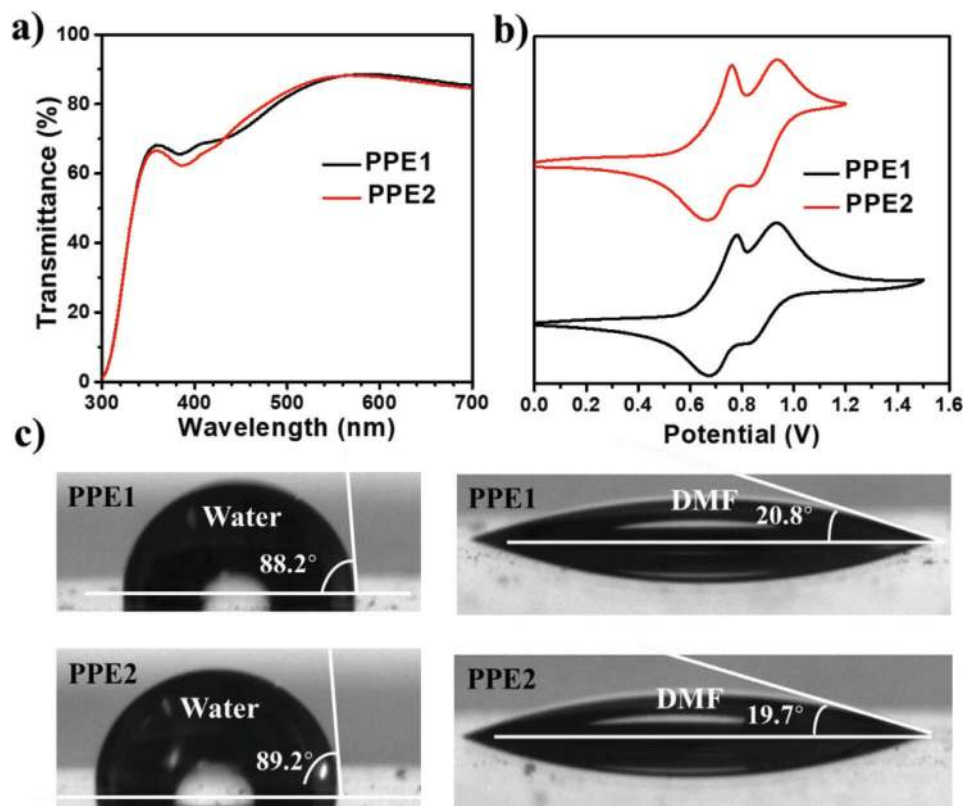 a)
100
80
60
40
20
0
Transmittance (%)
PPE1
PPE2
300 400 500 600 700
Wavelength (nm)
b)
PPE1
PPE2
0.0 0.2 0.4 0.6 0.8 1.0 1.2 1.4 1.6
Potential (V)
c)
PPE1
Water
88.2°
PPE1
DMF
20.8°
PPE2
Water
89.2°
PPE2
DMF
19.7°